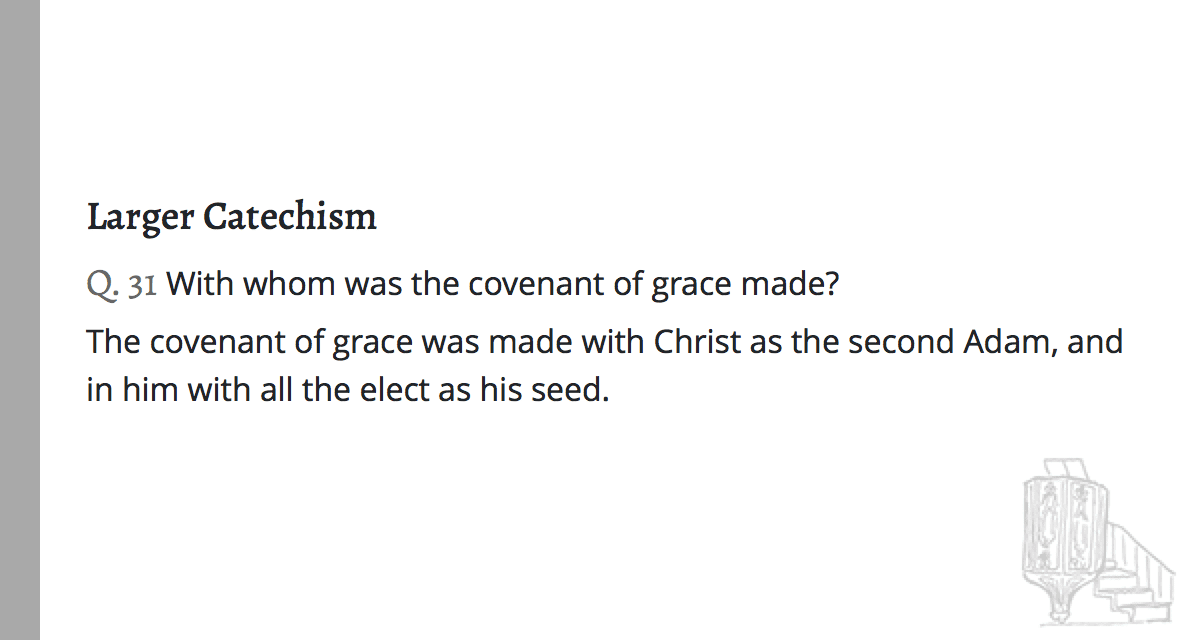 Larger Catechism
Q. 31 With whom was the covenant of grace made?
The covenant of grace was made with Christ as the second Adam, and
in him with all the elect as his seed.